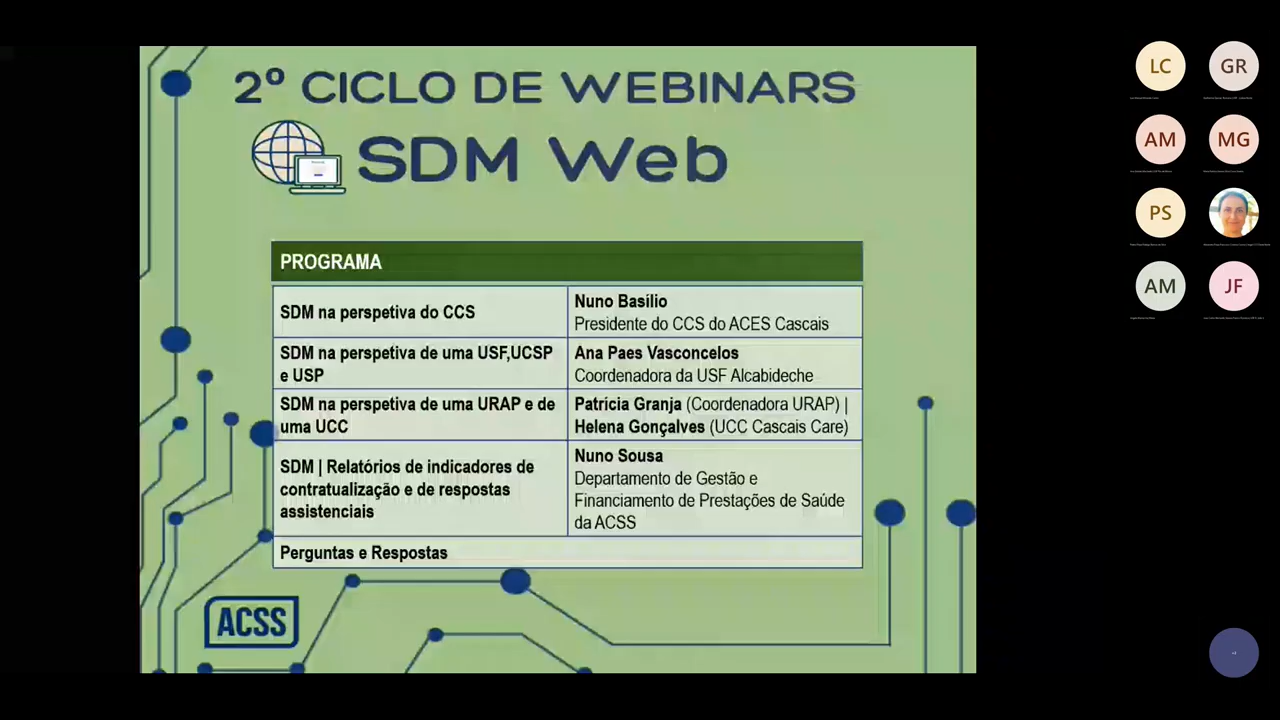 2º CICLO DE WEBINARS
SDM Web
PROGRAMA
SDM na perspetiva do CCS
Nuno Basílio
Presidente do CCS do ACES Cascais
SDM na perspetiva de uma USF,UCSP
e USP
Ana Paes Vasconcelos
Coordenadora da USF Alcabideche
SDM na perspetiva de uma URAP e de
uma UCC
Patrícia Granja (Coordenadora URAP) |
Helena Gonçalves (UCC Cascais Care)
SDM | Relatórios de indicadores de
contratualização e de respostas
assistenciais
Nuno Sousa
Departamento de Gestão e
Financiamento de Prestações de Saúde
da ACSS
Perguntas e Respostas
ACSS
LC
GR
AM
MG
PS
AM
JF